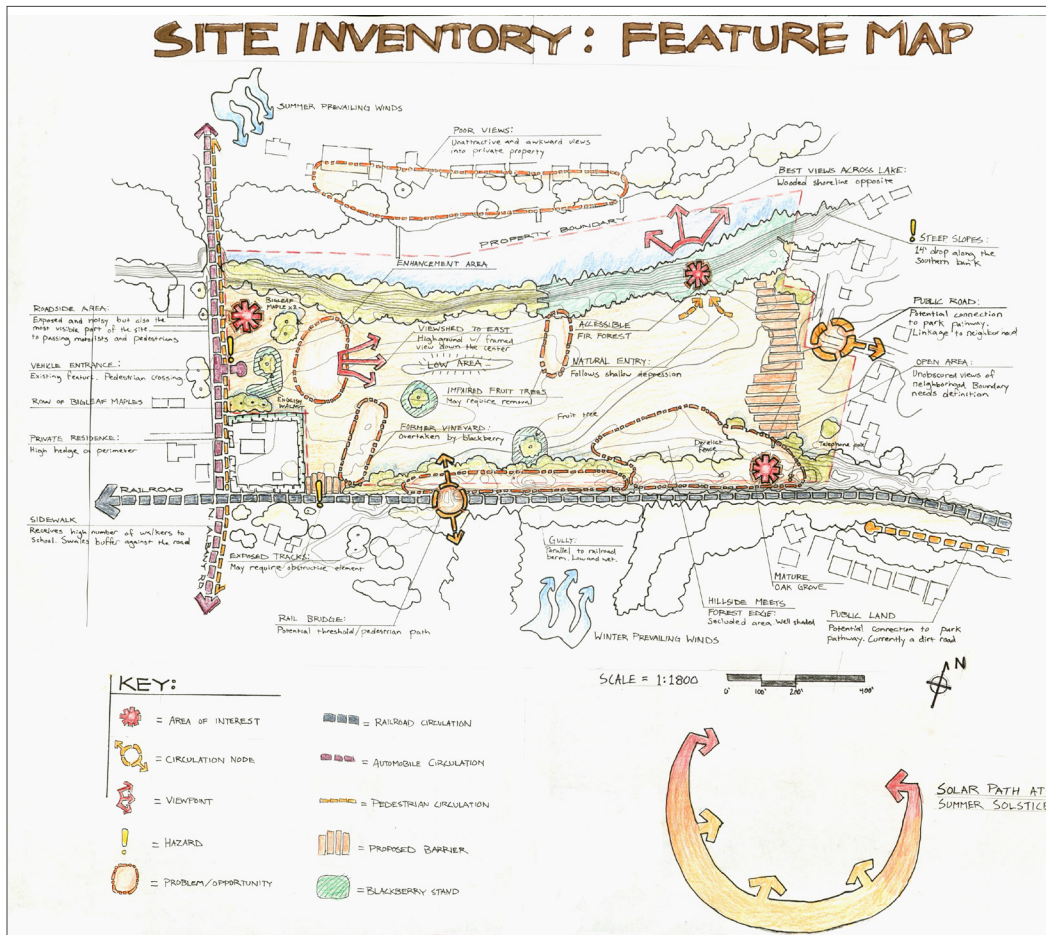 SITE INVENTORY: FEATURE MAP
SUMMER PREVAILING WINDS
POOR VIEWS:
Unattractive and awkward views
into private property
BEST VIEWS ACROSS LAKE:
Wooded shoreline opposite
PROPERTY BOUNDARY
STEEP SLOPES:
14' drop along the
Southern bank
ENHANCEMENT AREA
ROADSIDE AREA:
Exposed and noisy but also the
most visible part of the site
to passing motorists and pedestrians
BIGLEAF
MAPLE x2
VIEWSHED TO EAST
High ground w/ framed
view down the center
LOW AREA
ACCESSIBLE
FIR FOREST
PUBLIC ROAD:
Potential connection
to park pathway.
Linkage to neighborhood
VEHICLE ENTRANCE:
Existing feature. Pedestrian crossing
NATURAL ENTRY:
Follows shallow depression
OPEN AREA:
Unobscored views of
neighborhood. Boundary
needs definition
ROW OF BIGLEAF MAPLES
ENGLISH
WALNUT
IMPAIRED FRUIT TREES
May require removal
Fruit tree
PRIVATE RESIDENCE:
High hedge on perimeter
FORMER VINEYARD:
overtaken by blackberry
Derelict
Fence
Telephone pole
RAILROAD
SIDEWALK
Receives high number of walkers to
School. Swales buffer against the road
EXPOSED TRACKS:
May require obstructive element
GULLY:
Parallel to railroad
berm. Low and wet.
MATURE
OAK GROVE
RAIL BRIDGE:
Potential threshold/pedestrian path
WINTER PREVAILING WINDS
HILLSIDE MEETS
FOREST EDGE:
Secluded area. Well shaded
PUBLIC LAND
Potential connection to park
pathway. Currently a dirt road
KEY:
= AREA OF INTEREST
= CIRCULATION NODE
= VIEWPOINT
= HAZARD
= PROBLEM/OPPORTUNITY
= RAILROAD CIRCULATION
= AUTOMOBILE CIRCULATION
= PEDESTRIAN CIRCULATION
= PROPOSED BARRIER
= BLACKBERRY STAND
SCALE = 1:1800
0' 100' 200' 400'
N
SOLAR PATH AT
SUMMER SOLSTICE